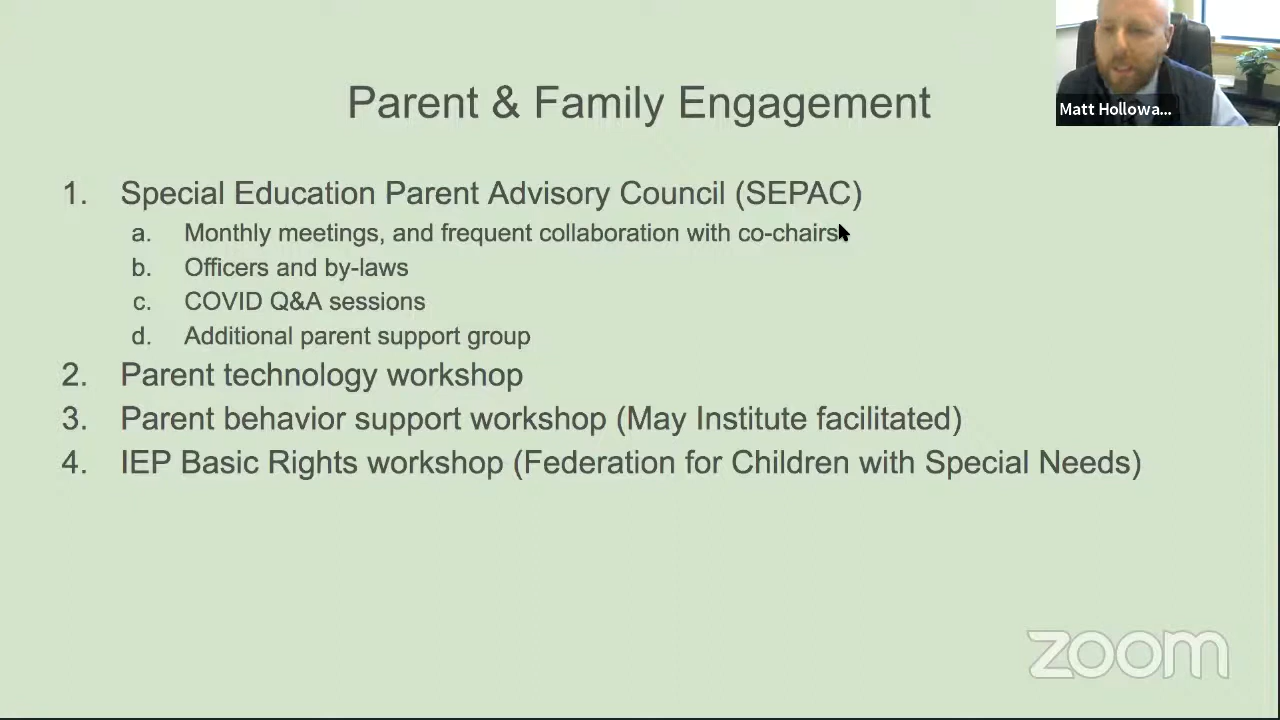 Parent & Family Engagement
Matt Hollowa...
1. Special Education Parent Advisory Council (SEPAC)
a. Monthly meetings, and frequent collaboration with co-chairs
b. Officers and by-laws
c. COVID Q&A sessions
d. Additional parent support group
2. Parent technology workshop
3. Parent behavior support workshop (May Institute facilitated)
4. IEP Basic Rights workshop (Federation for Children with Special Needs)
zoom